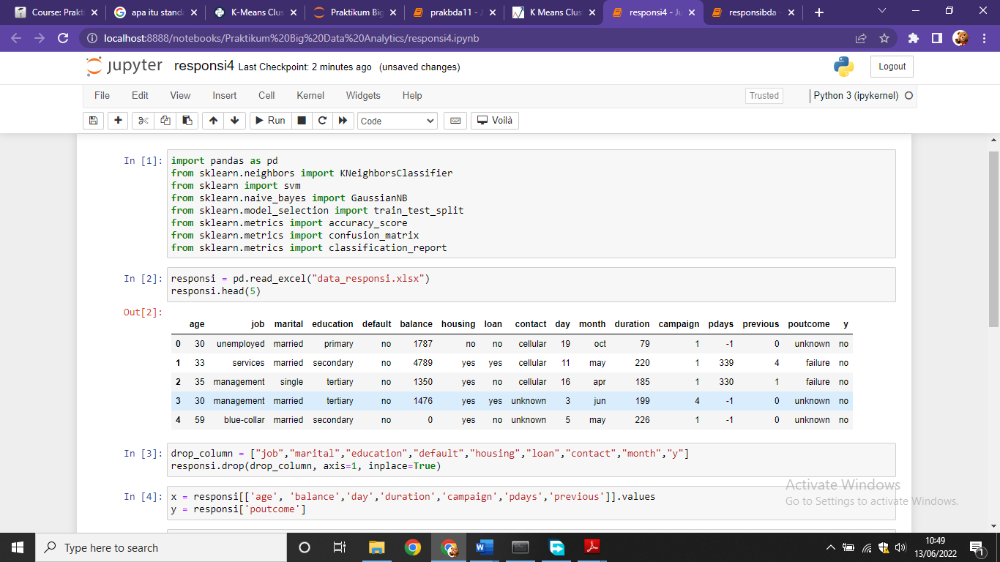 Course: Prakti
apa itu stand
K-Means Clus
Praktikum Big
prakbda11 - J
K Means Clus
responsi4 - Ju
responsibda -
localhost:8888/notebooks/Praktikum%20Big%20Data%20Analytics/responsi4.ipynb
jupyter responsi4 Last Checkpoint: 2 minutes ago (unsaved changes)
Logout
File Edit View Insert Cell Kernel Widgets Help
Trusted
Python 3 (ipykernel)
Run
Code
Voilà
In [1]: import pandas as pd
from sklearn.neighbors import KNeighborsClassifier
from sklearn import svm
from sklearn.naive_bayes import GaussianNB
from sklearn.model_selection import train_test_split
from sklearn.metrics import accuracy_score
from sklearn.metrics import confusion_matrix
from sklearn.metrics import classification_report
In [2]: responsi = pd.read_excel("data_responsi.xlsx")
responsi.head(5)
Out[2]:
age job marital education default balance housing loan contact day month duration campaign pdays previous poutcome y
0 30 unemployed married primary no 1787 no no cellular 19 oct 79 1 -1 0 unknown no
1 33 services married secondary no 4789 yes yes cellular 11 may 220 1 339 4 failure no
2 35 management single tertiary no 1350 yes no cellular 16 apr 185 1 330 1 failure no
3 30 management married tertiary no 1476 yes yes unknown 3 jun 199 4 -1 0 unknown no
4 59 blue-collar married secondary no 0 yes no unknown 5 may 226 1 -1 0 unknown no
In [3]: drop_column = ["job","marital","education","default","housing","loan","contact","month","y"]
responsi.drop(drop_column, axis=1, inplace=True)
In [4]: x = responsi[['age', 'balance','day','duration','campaign','pdays','previous']].values
y = responsi['poutcome']
Activate Windows
Go to Settings to activate Windows.
Type here to search
10:49
13/06/2022
1